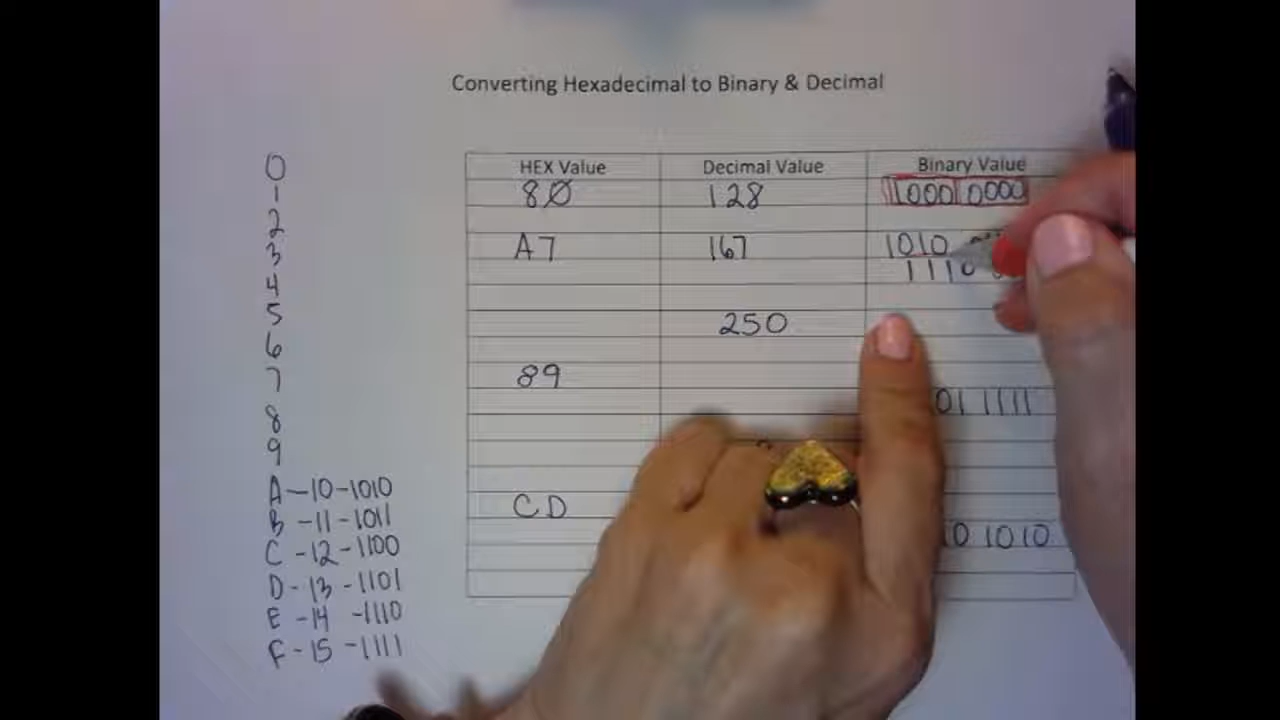 Converting Hexadecimal to Binary & Decimal
HEX Value Decimal Value Binary Value
80 128 1000 0000
A7 167 1010
1110
250
89
01 1111
CD
10 1010
0
1
2
3
4
5
6
7
8
9
A-10-1010
B-11-1011
C-12-1100
D-13-1101
E-14-1110
F-15-1111